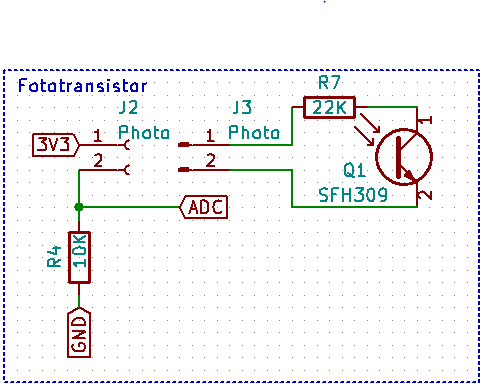 Fototransistor
J2
Photo
J3
Photo
R7
22K
3V3
1
2
1
2
1
Q1
SFH309
2
ADC
R4
10K
GND